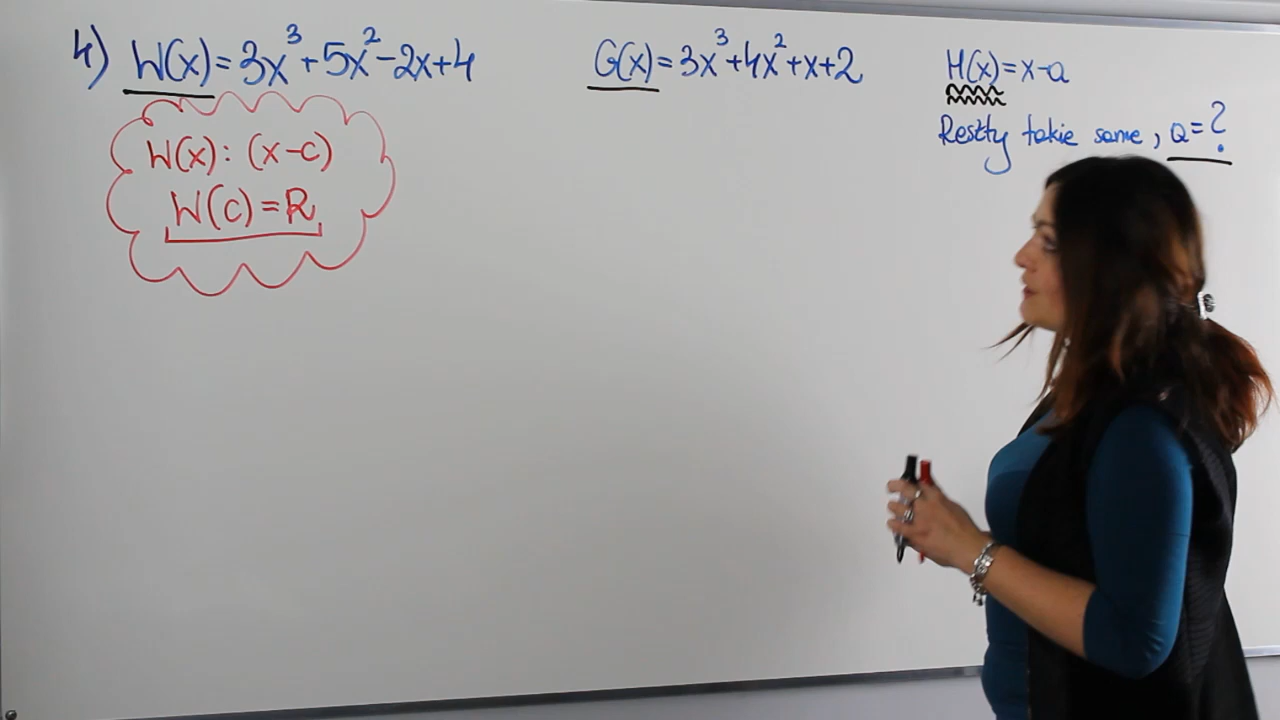 4) W(x)=3x³+5x²-2x+4
W(x): (x-c)
W(c)=R
G(x)=3x³+4x²+x+2
H(x)=x-a
Reszty takie same, a=?